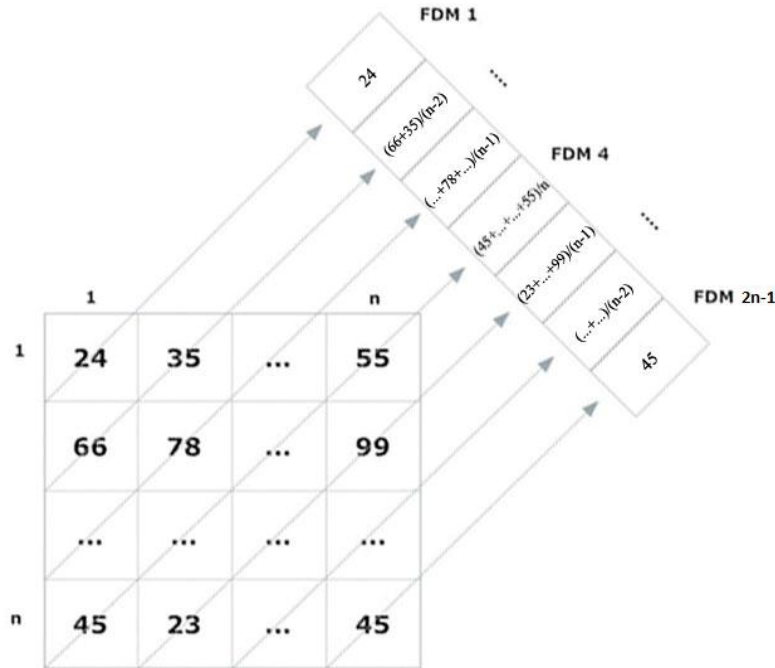 FDM 1
24
....
(66+35)/(n-2)
(...+78+...)/(n-1)
FDM 4
(45+...+...+55)/n
....
(23+...+99)/(n-1)
(...+...)/(n-2)
FDM 2n-1
45
1 n
1 24 35 ... 55
66 78 ... 99
... ... ... ...
n 45 23 ... 45